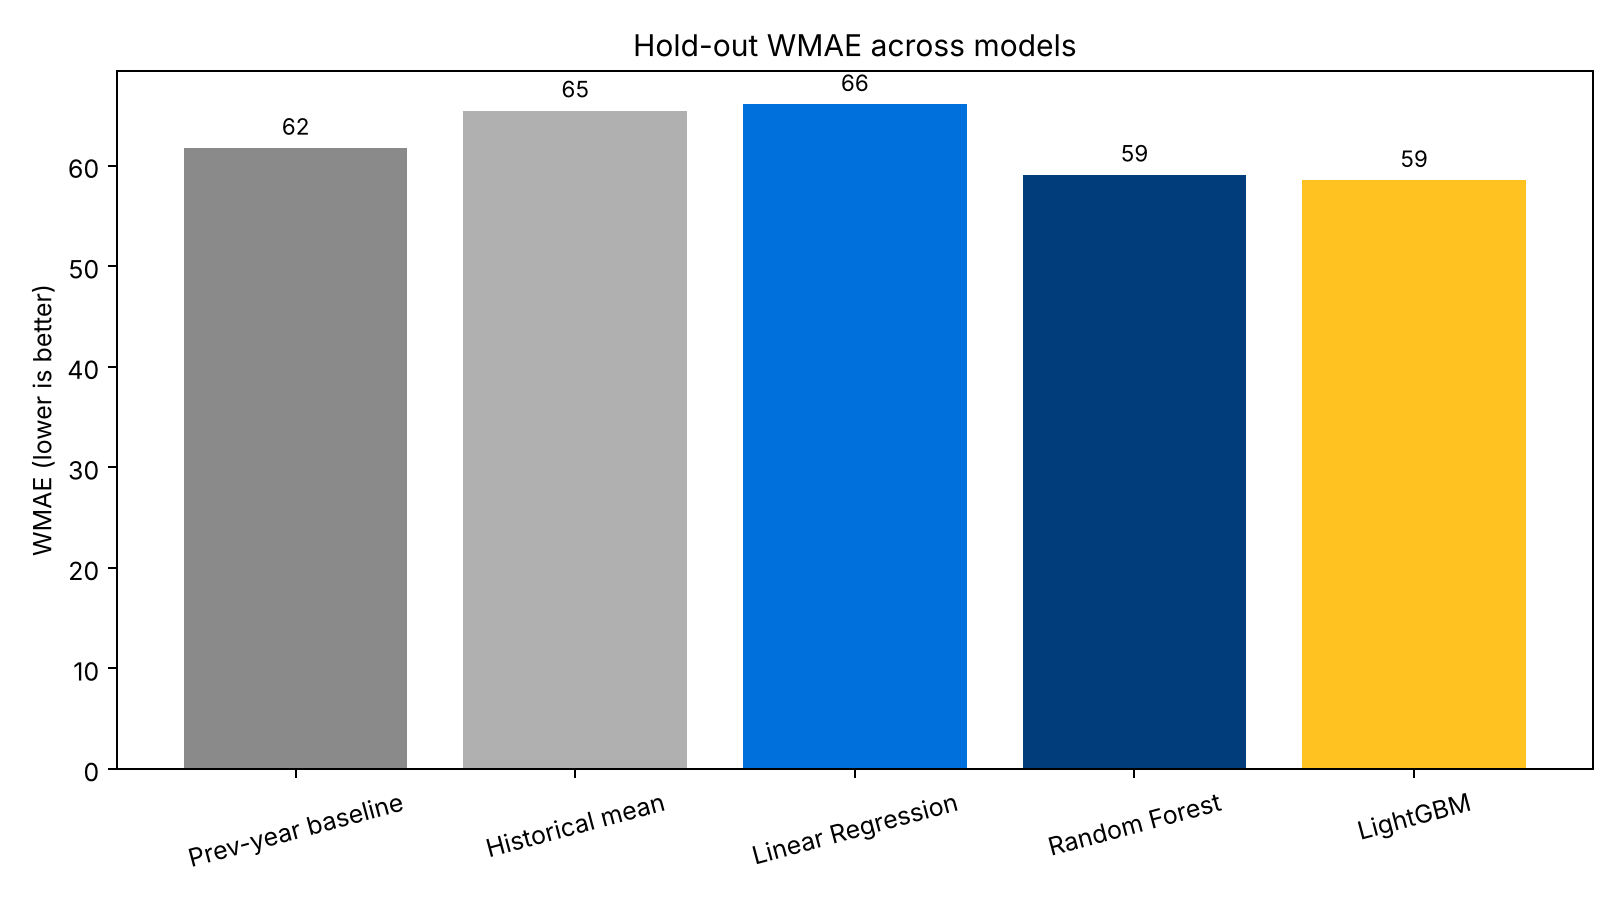 Hold-out WMAE across models
WMAE (lower is better)
60
50
40
30
20
10
0
62
65
66
59
59
Prev-year baseline
Historical mean
Linear Regression
Random Forest
LightGBM